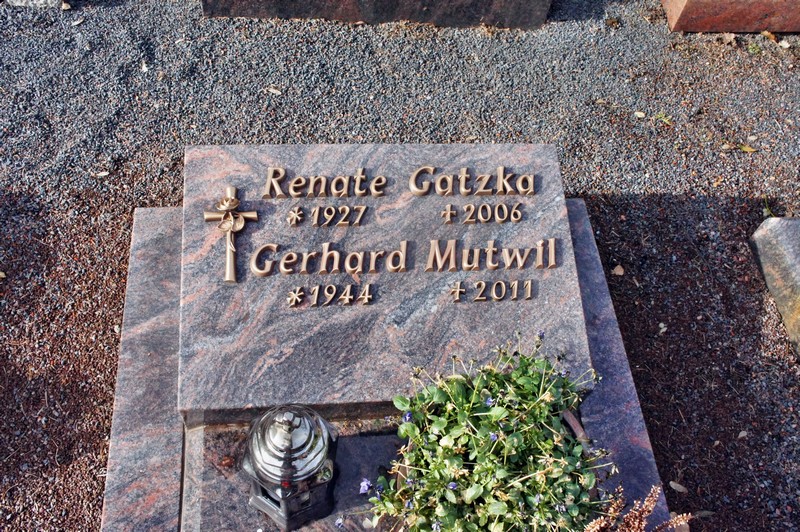 Renate Gatzka
*1927 +2006
Gerhard Mutwil
*1944 +2011